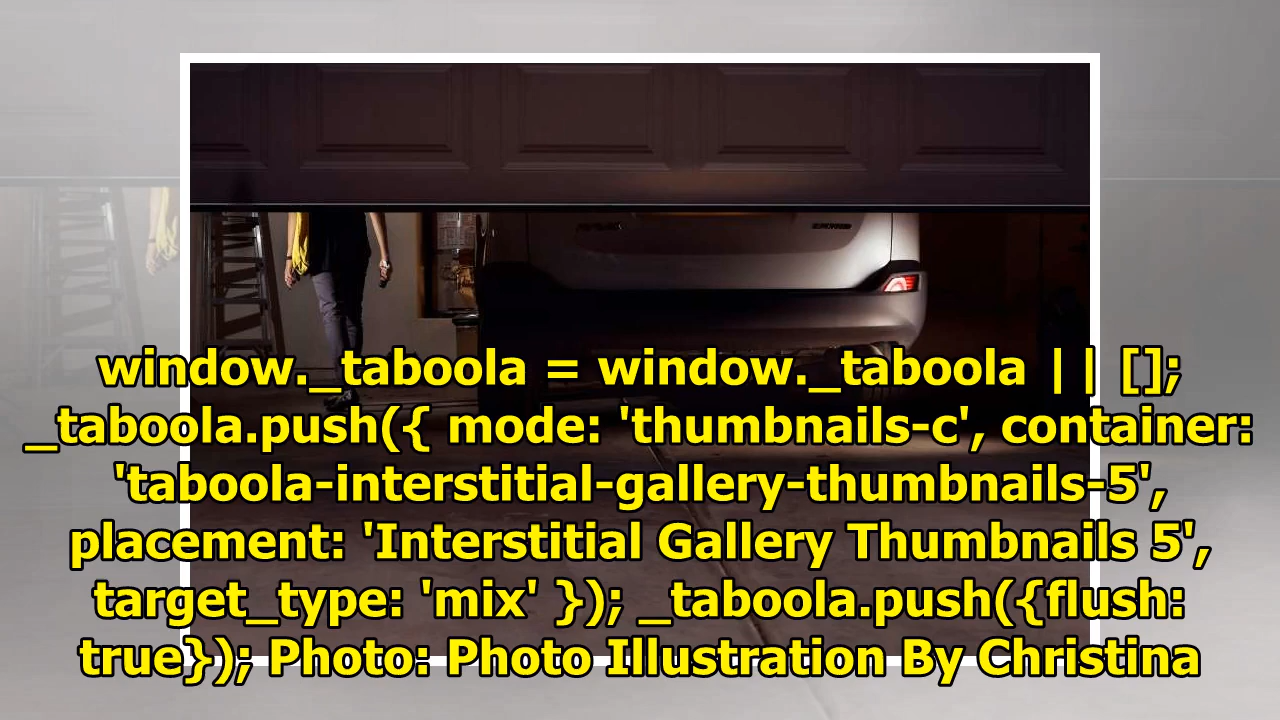 window._taboola = window._taboola || [];
_taboola.push({ mode: 'thumbnails-c', container:
'taboola-interstitial-gallery-thumbnails-5',
placement: 'Interstitial Gallery Thumbnails 5',
target_type: 'mix' }); _taboola.push({flush:
true}); Photo: Photo Illustration By Christina